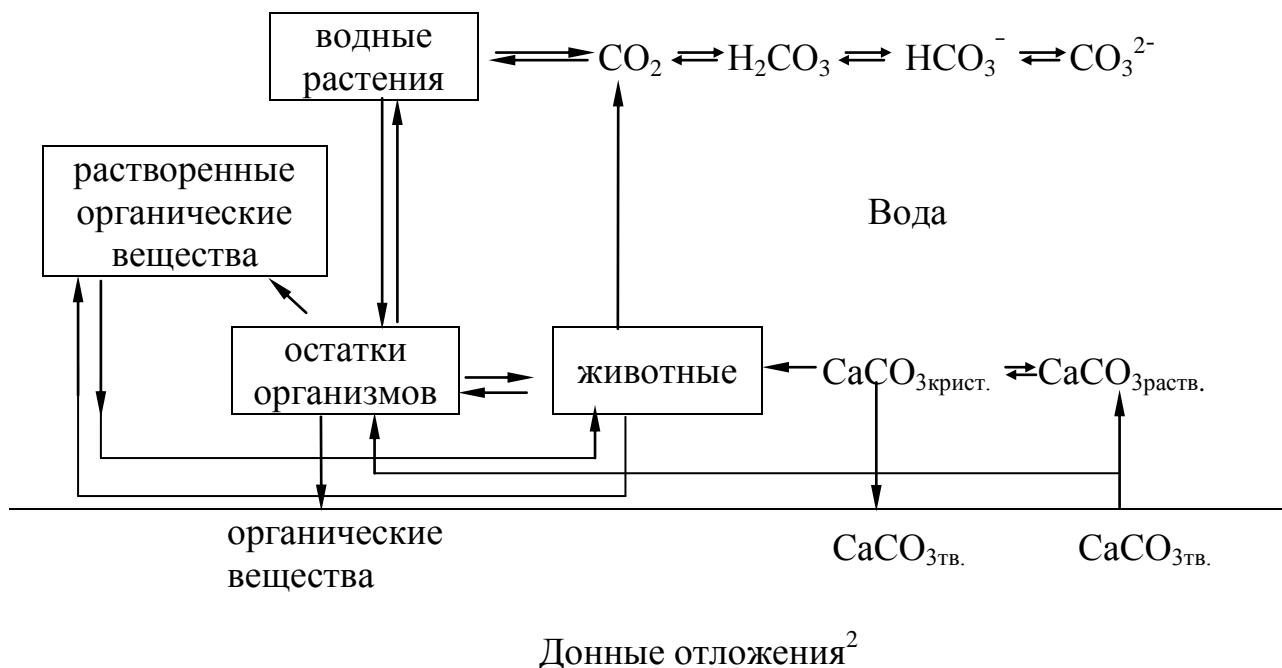 водные
растения
CO₂ H₂CO₃ HCO₃⁻ CO₃²⁻
растворенные
органические
вещества
Вода
остатки
организмов
животные
CaCO₃крист. CaCO₃раств.
органические
вещества
CaCO₃тв. CaCO₃тв.
Донные отложения²